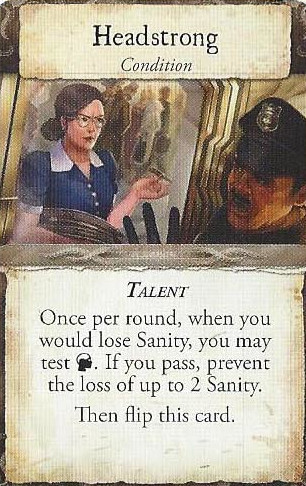 Headstrong
Condition
TALENT
Once per round, when you
would lose Sanity, you may
test . If you pass, prevent
the loss of up to 2 Sanity.
Then flip this card.